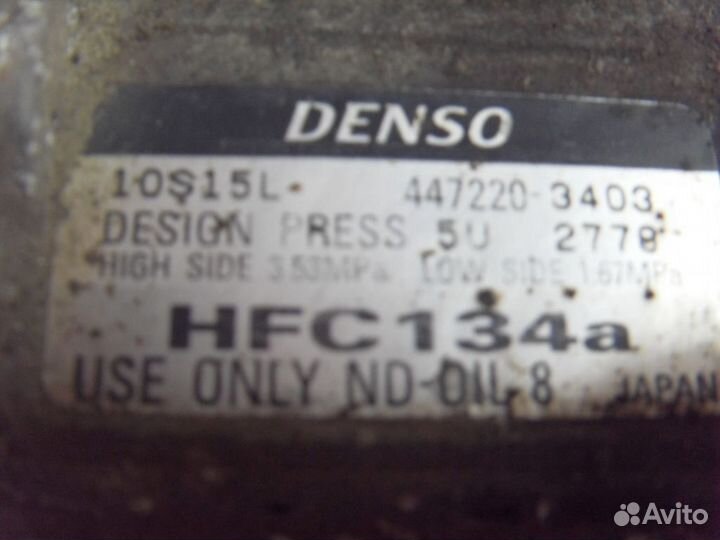 DENSO
10S15L 447220-3403
DESIGN PRESS 5U 2778
HIGH SIDE 3.53MPa LOW SIDE 1.67MPa
HFC134a
USE ONLY ND-OIL 8 JAPAN
Avito